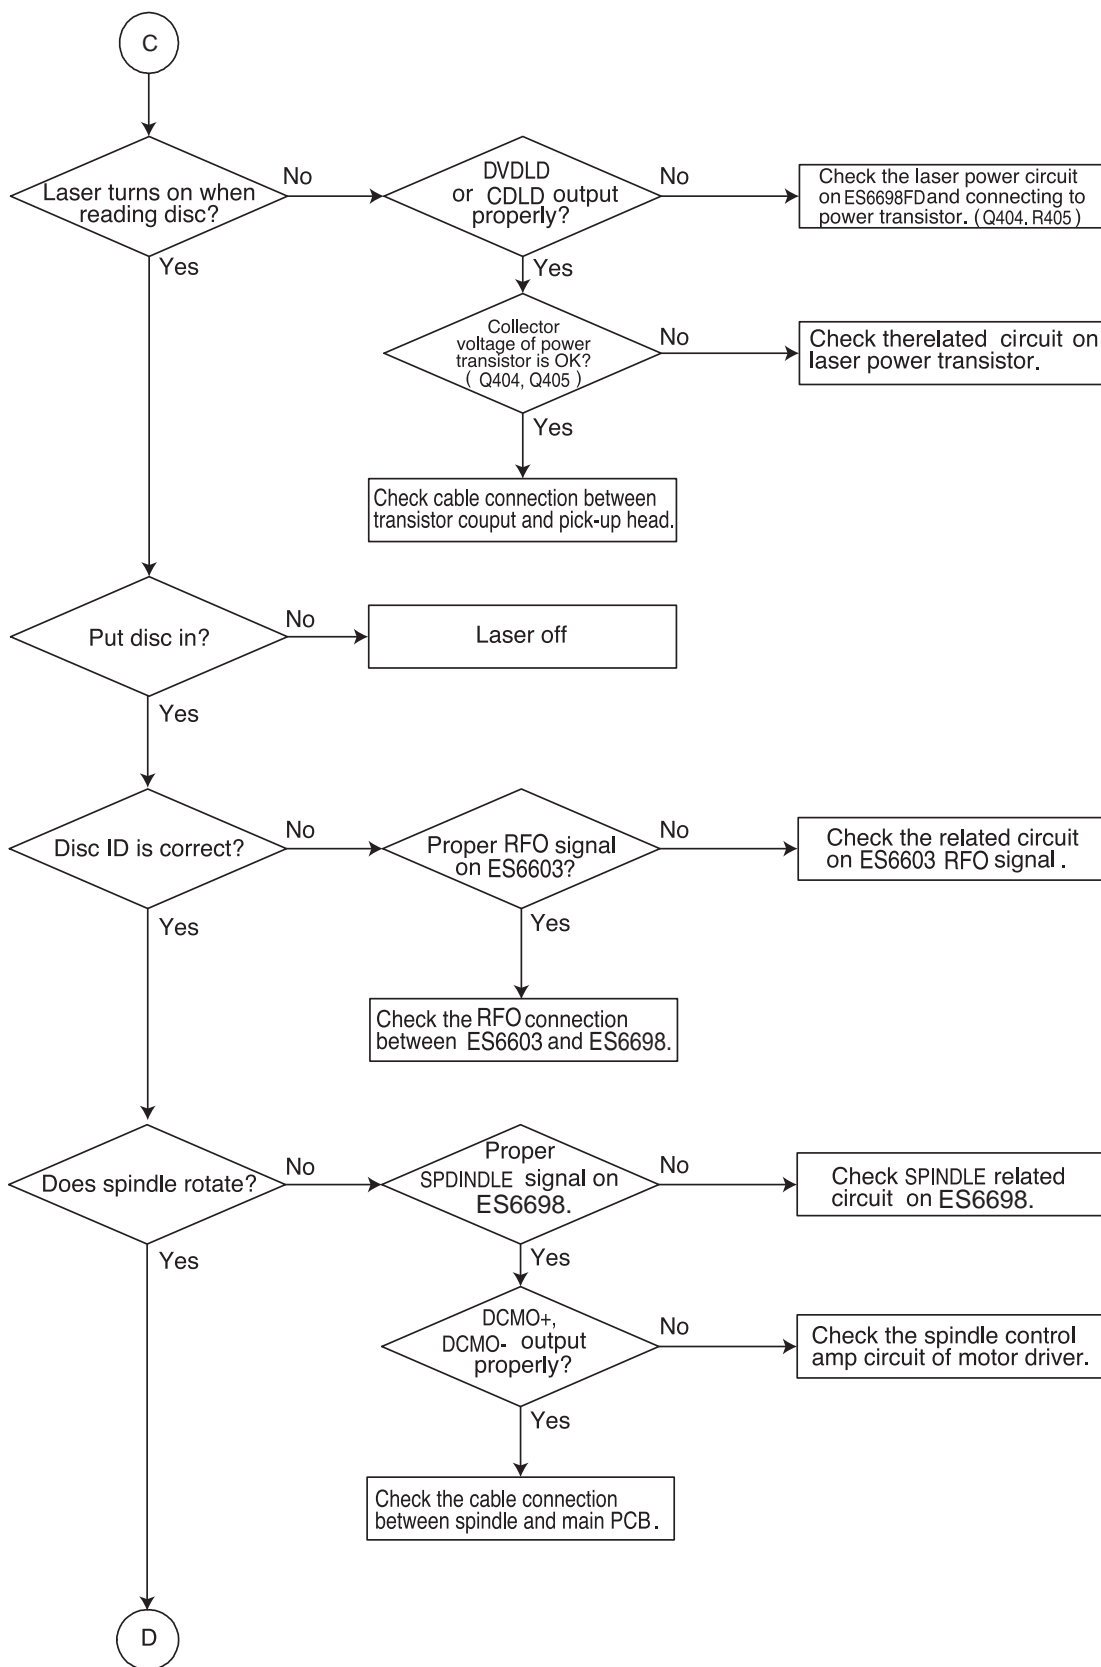 C
Laser turns on when
reading disc?
No
DVDLD
or CDLD output
properly?
No
Check the laser power circuit
on ES6698FD and connecting to
power transistor. (Q404. R405)
Yes
Yes
Collector
voltage of power
transistor is OK?
( Q404, Q405 )
No
Check therelated circuit on
laser power transistor.
Yes
Check cable connection between
transistor couput and pick-up head.
Put disc in?
No
Laser off
Yes
Disc ID is correct?
No
Proper RFO signal
on ES6603?
No
Check the related circuit
on ES6603 RFO signal .
Yes
Yes
Check the RFO connection
between ES6603 and ES6698.
Does spindle rotate?
No
Proper
SPDINDLE signal on
ES6698.
No
Check SPINDLE related
circuit on ES6698.
Yes
Yes
DCMO+,
DCMO- output
properly?
No
Check the spindle control
amp circuit of motor driver.
Yes
Check the cable connection
between spindle and main PCB .
D